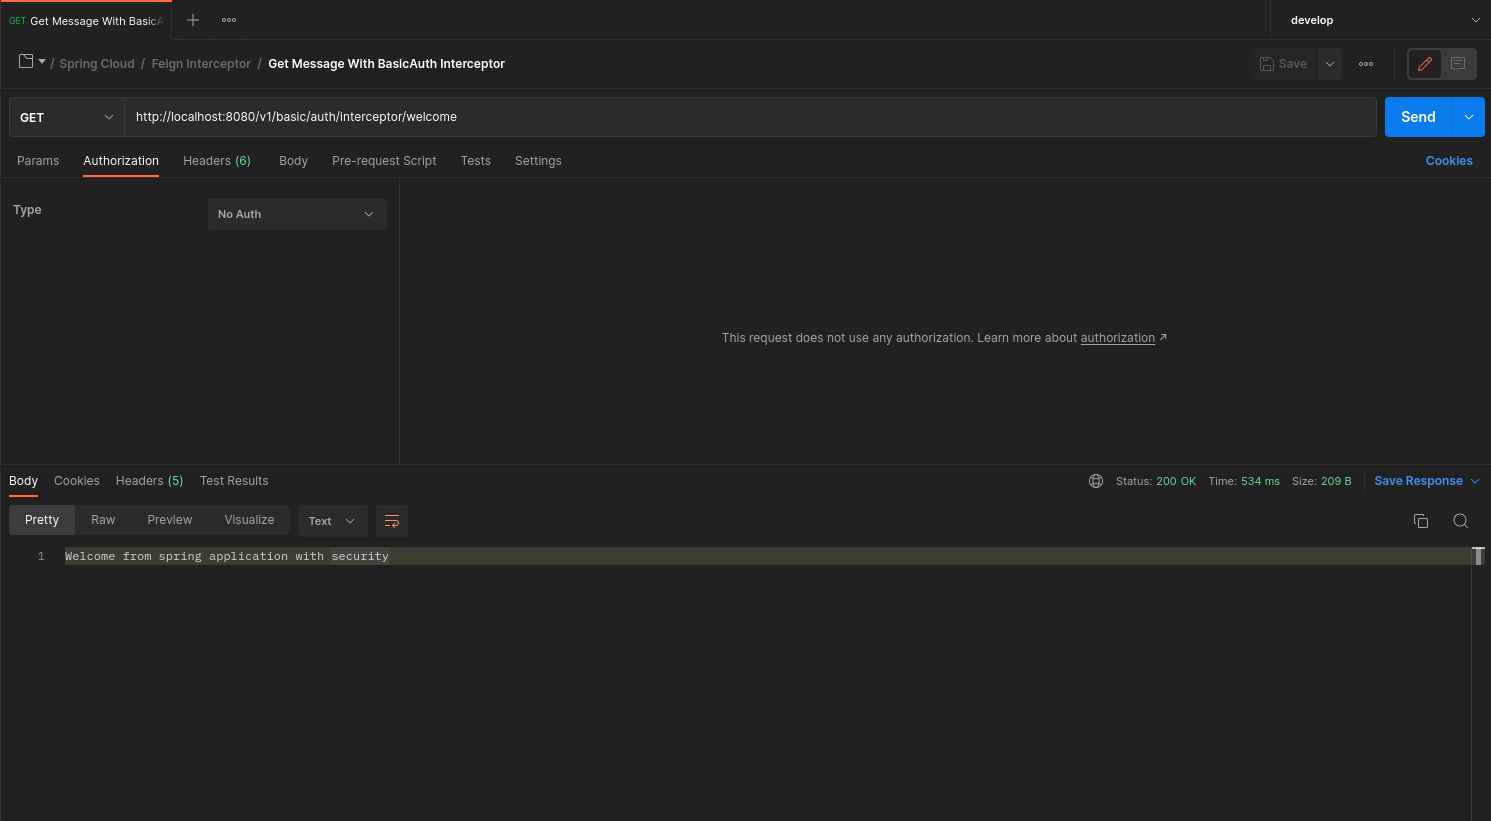 GET Get Message With BasicA
develop
/ Spring Cloud / Feign Interceptor / Get Message With BasicAuth Interceptor
Save
GET http://localhost:8080/v1/basic/auth/interceptor/welcome Send
Params Authorization Headers (6) Body Pre-request Script Tests Settings Cookies
Type No Auth
This request does not use any authorization. Learn more about authorization ↗
Body Cookies Headers (5) Test Results Status: 200 OK Time: 534 ms Size: 209 B Save Response
Pretty Raw Preview Visualize Text
1 Welcome from spring application with security